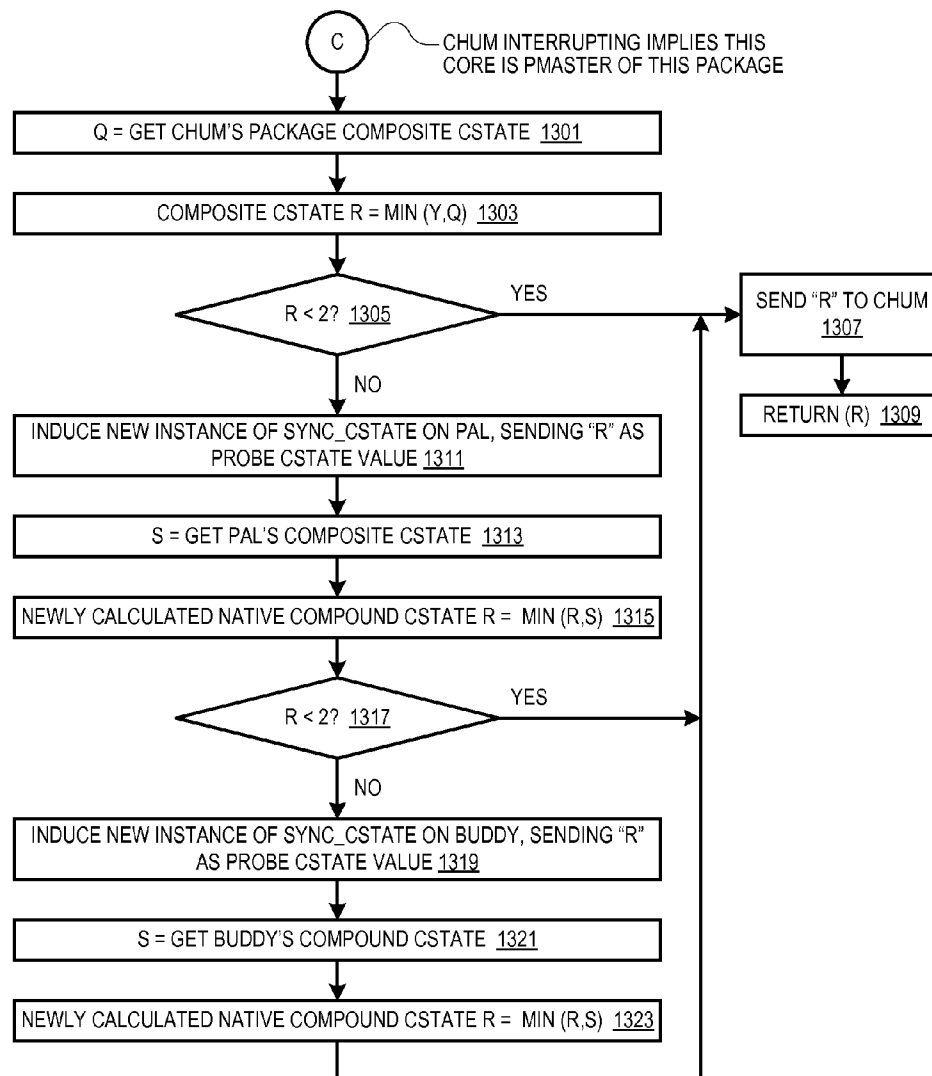 C
CHUM INTERRUPTING IMPLIES THIS
CORE IS PMASTER OF THIS PACKAGE
Q = GET CHUM'S PACKAGE COMPOSITE CSTATE 1301
COMPOSITE CSTATE R = MIN (Y,Q) 1303
R < 2? 1305
YES
SEND “R” TO CHUM
1307
RETURN (R) 1309
NO
INDUCE NEW INSTANCE OF SYNC_CSTATE ON PAL, SENDING “R” AS
PROBE CSTATE VALUE 1311
S = GET PAL'S COMPOSITE CSTATE 1313
NEWLY CALCULATED NATIVE COMPOUND CSTATE R = MIN (R,S) 1315
R < 2? 1317
YES
NO
INDUCE NEW INSTANCE OF SYNC_CSTATE ON BUDDY, SENDING “R”
AS PROBE CSTATE VALUE 1319
S = GET BUDDY'S COMPOUND CSTATE 1321
NEWLY CALCULATED NATIVE COMPOUND CSTATE R = MIN (R,S) 1323